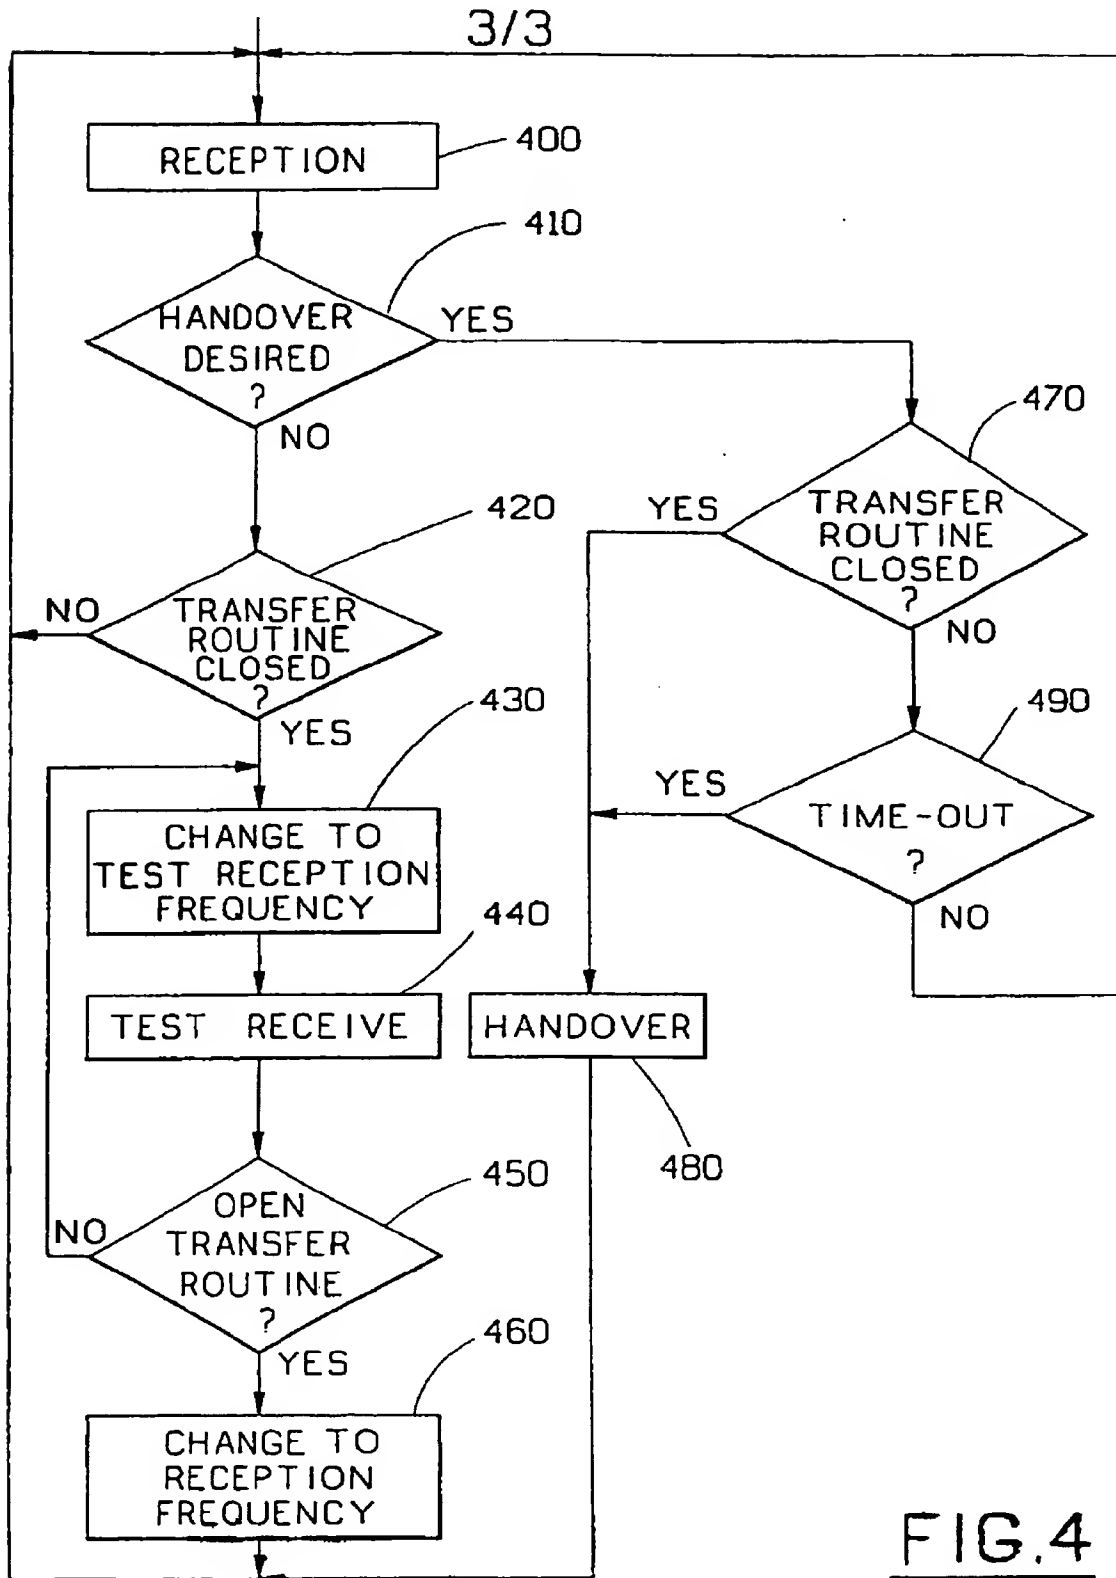 3/3
RECEPTION
400
410
HANDOVER
DESIRED
?
YES
NO
470
TRANSFER
ROUTINE
CLOSED
?
YES
NO
420
TRANSFER
ROUTINE
CLOSED
?
NO
YES
430
CHANGE TO
TEST RECEPTION
FREQUENCY
490
TIME-OUT
?
YES
NO
440
TEST RECEIVE
HANDOVER
480
450
OPEN
TRANSFER
ROUTINE
?
NO
YES
460
CHANGE TO
RECEPTION
FREQUENCY
FIG.4